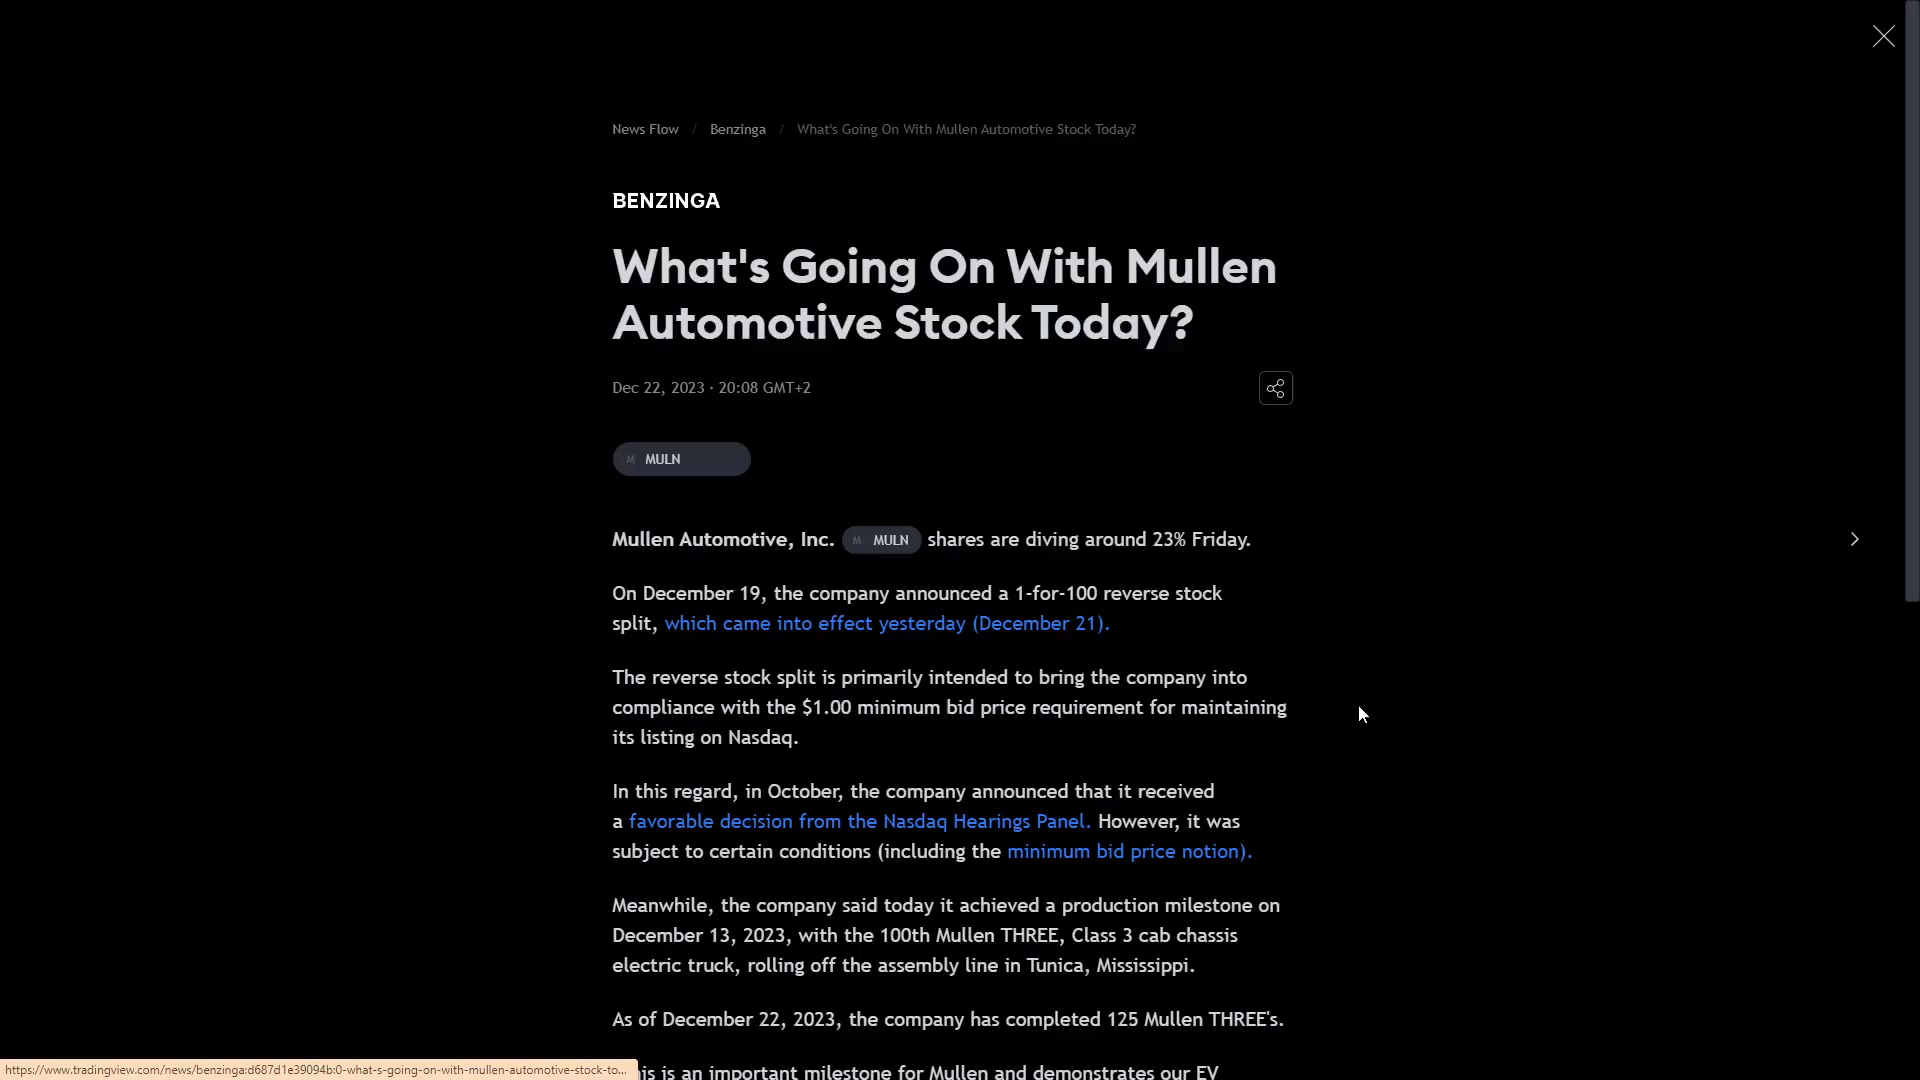 News Flow / Benzinga / What's Going On With Mullen Automotive Stock Today?
BENZINGA
What's Going On With Mullen
Automotive Stock Today?
Dec 22, 2023 · 20:08 GMT+2
M MULN
Mullen Automotive, Inc. M MULN shares are diving around 23% Friday.
On December 19, the company announced a 1-for-100 reverse stock
split, which came into effect yesterday (December 21).
The reverse stock split is primarily intended to bring the company into
compliance with the $1.00 minimum bid price requirement for maintaining
its listing on Nasdaq.
In this regard, in October, the company announced that it received
a favorable decision from the Nasdaq Hearings Panel. However, it was
subject to certain conditions (including the minimum bid price notion).
Meanwhile, the company said today it achieved a production milestone on
December 13, 2023, with the 100th Mullen THREE, Class 3 cab chassis
electric truck, rolling off the assembly line in Tunica, Mississippi.
As of December 22, 2023, the company has completed 125 Mullen THREE's.
is an important milestone for Mullen and demonstrates our EV
https://www.tradingview.com/news/benzinga:d687d1e39094b:0-what-s-going-on-with-mullen-automotive-stock-to...